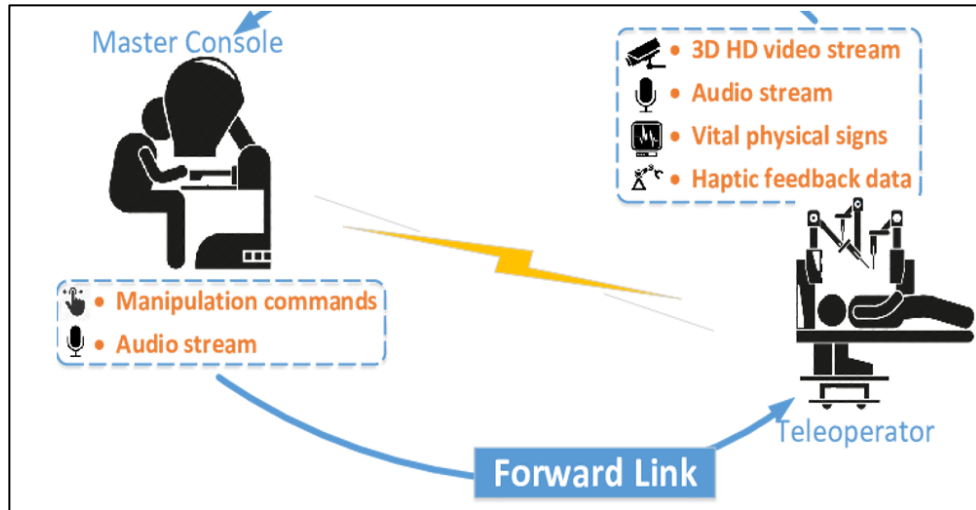 Master Console
• 3D HD video stream
• Audio stream
• Vital physical signs
• Haptic feedback data
• Manipulation commands
• Audio stream
Teleoperator
Forward Link